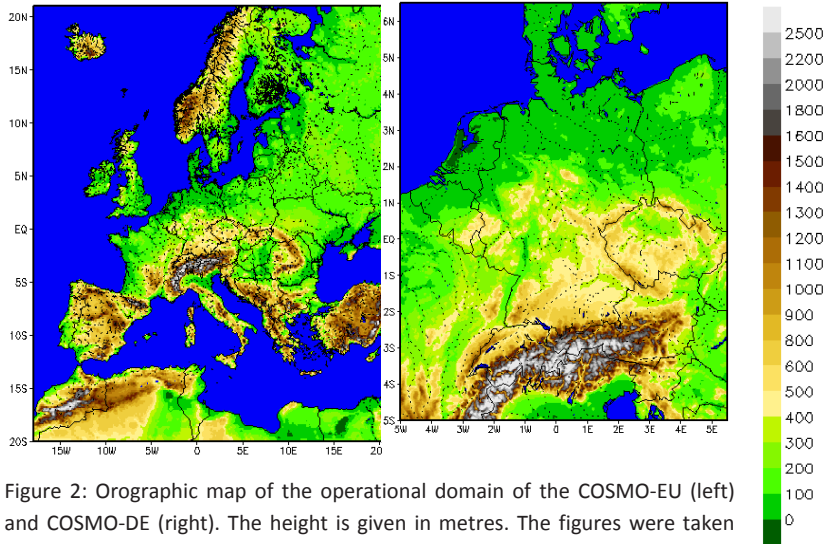 20N
15N
10N
5N
EQ
5S
10S
15S
20S
15W 10W 5W 0 5E 10E 15E 20
6N
5N
4N
3N
2N
1N
EQ
1S
2S
3S
4S
5S
5W 4W 3W 2W 1W 0 1E 2E 3E 4E 5E
2500
2200
2000
1800
1600
1500
1400
1300
1200
1000
900
800
600
500
400
300
200
100
0
Figure 2: Orographic map of the operational domain of the COSMO-EU (left)
and COSMO-DE (right). The height is given in metres. The figures were taken